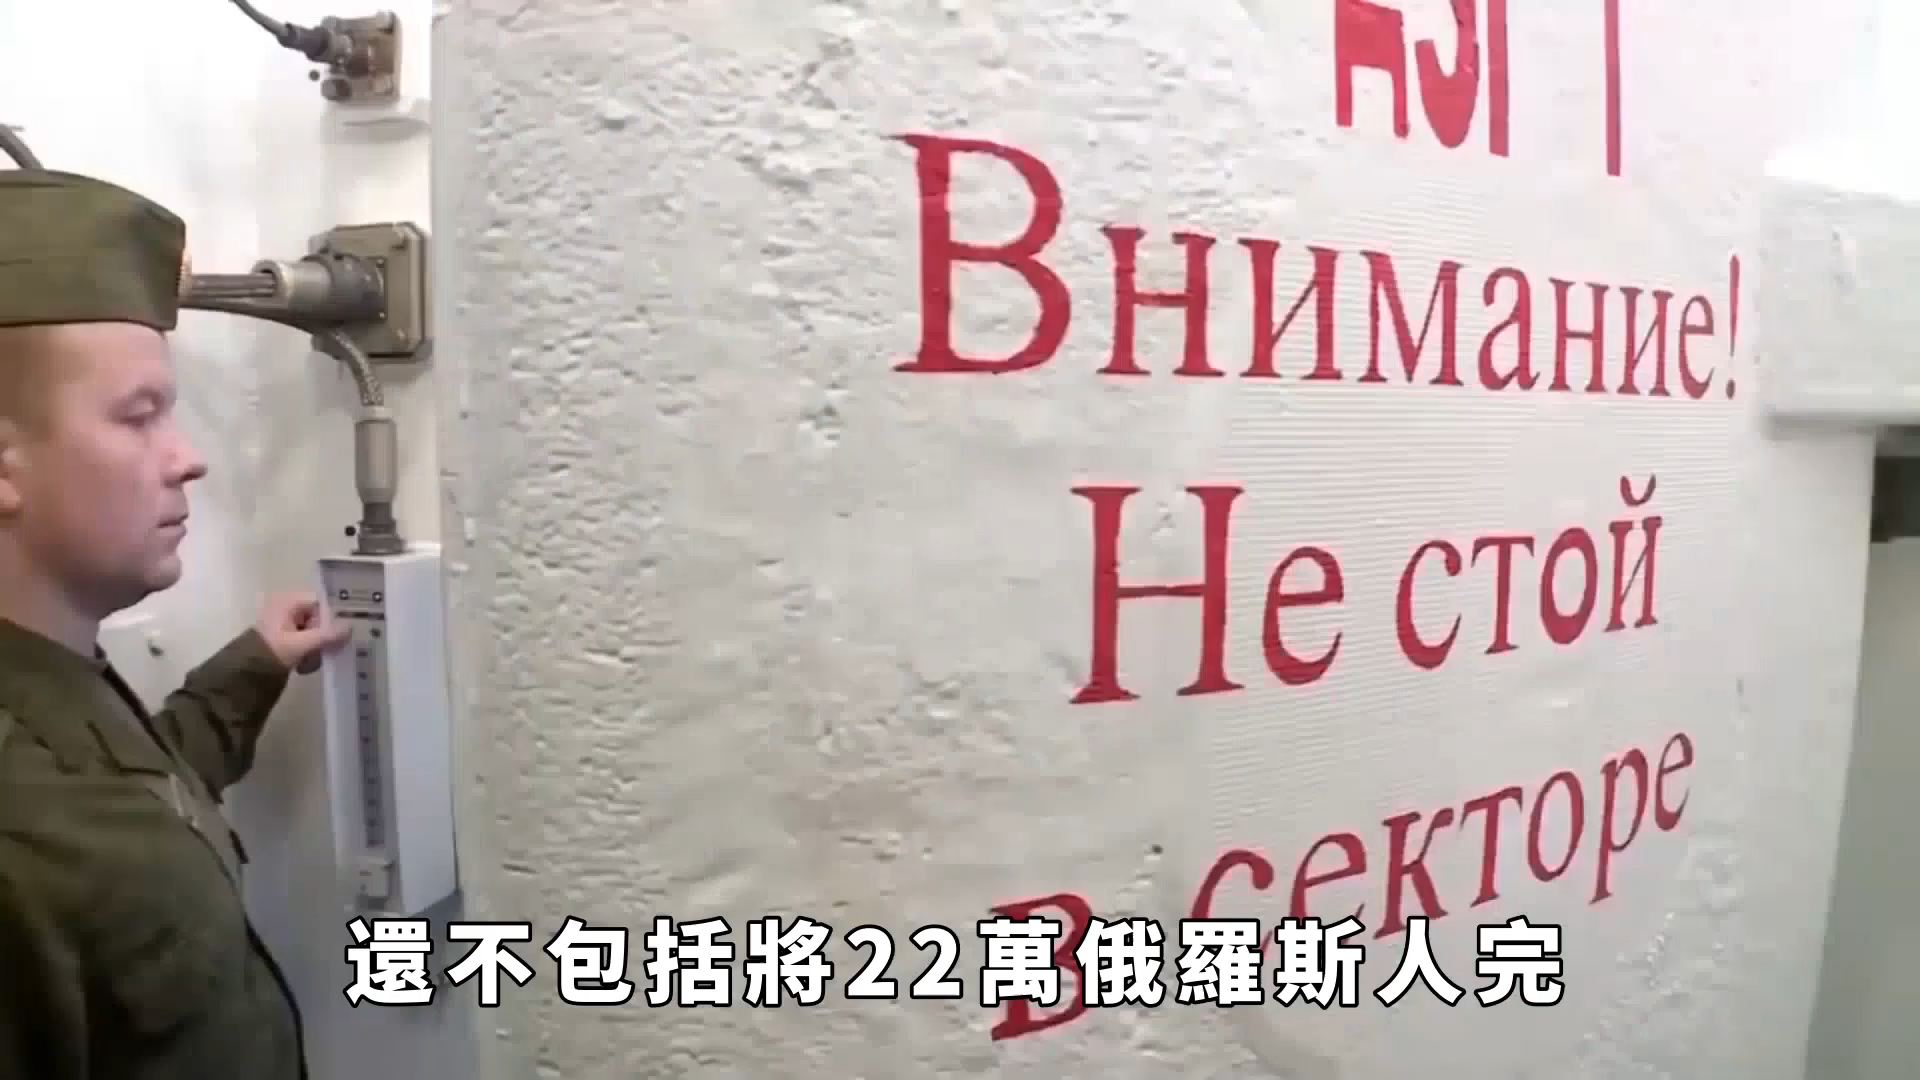 Внимание!
Не стой
в секторе
還不包括將22萬俄羅斯人完